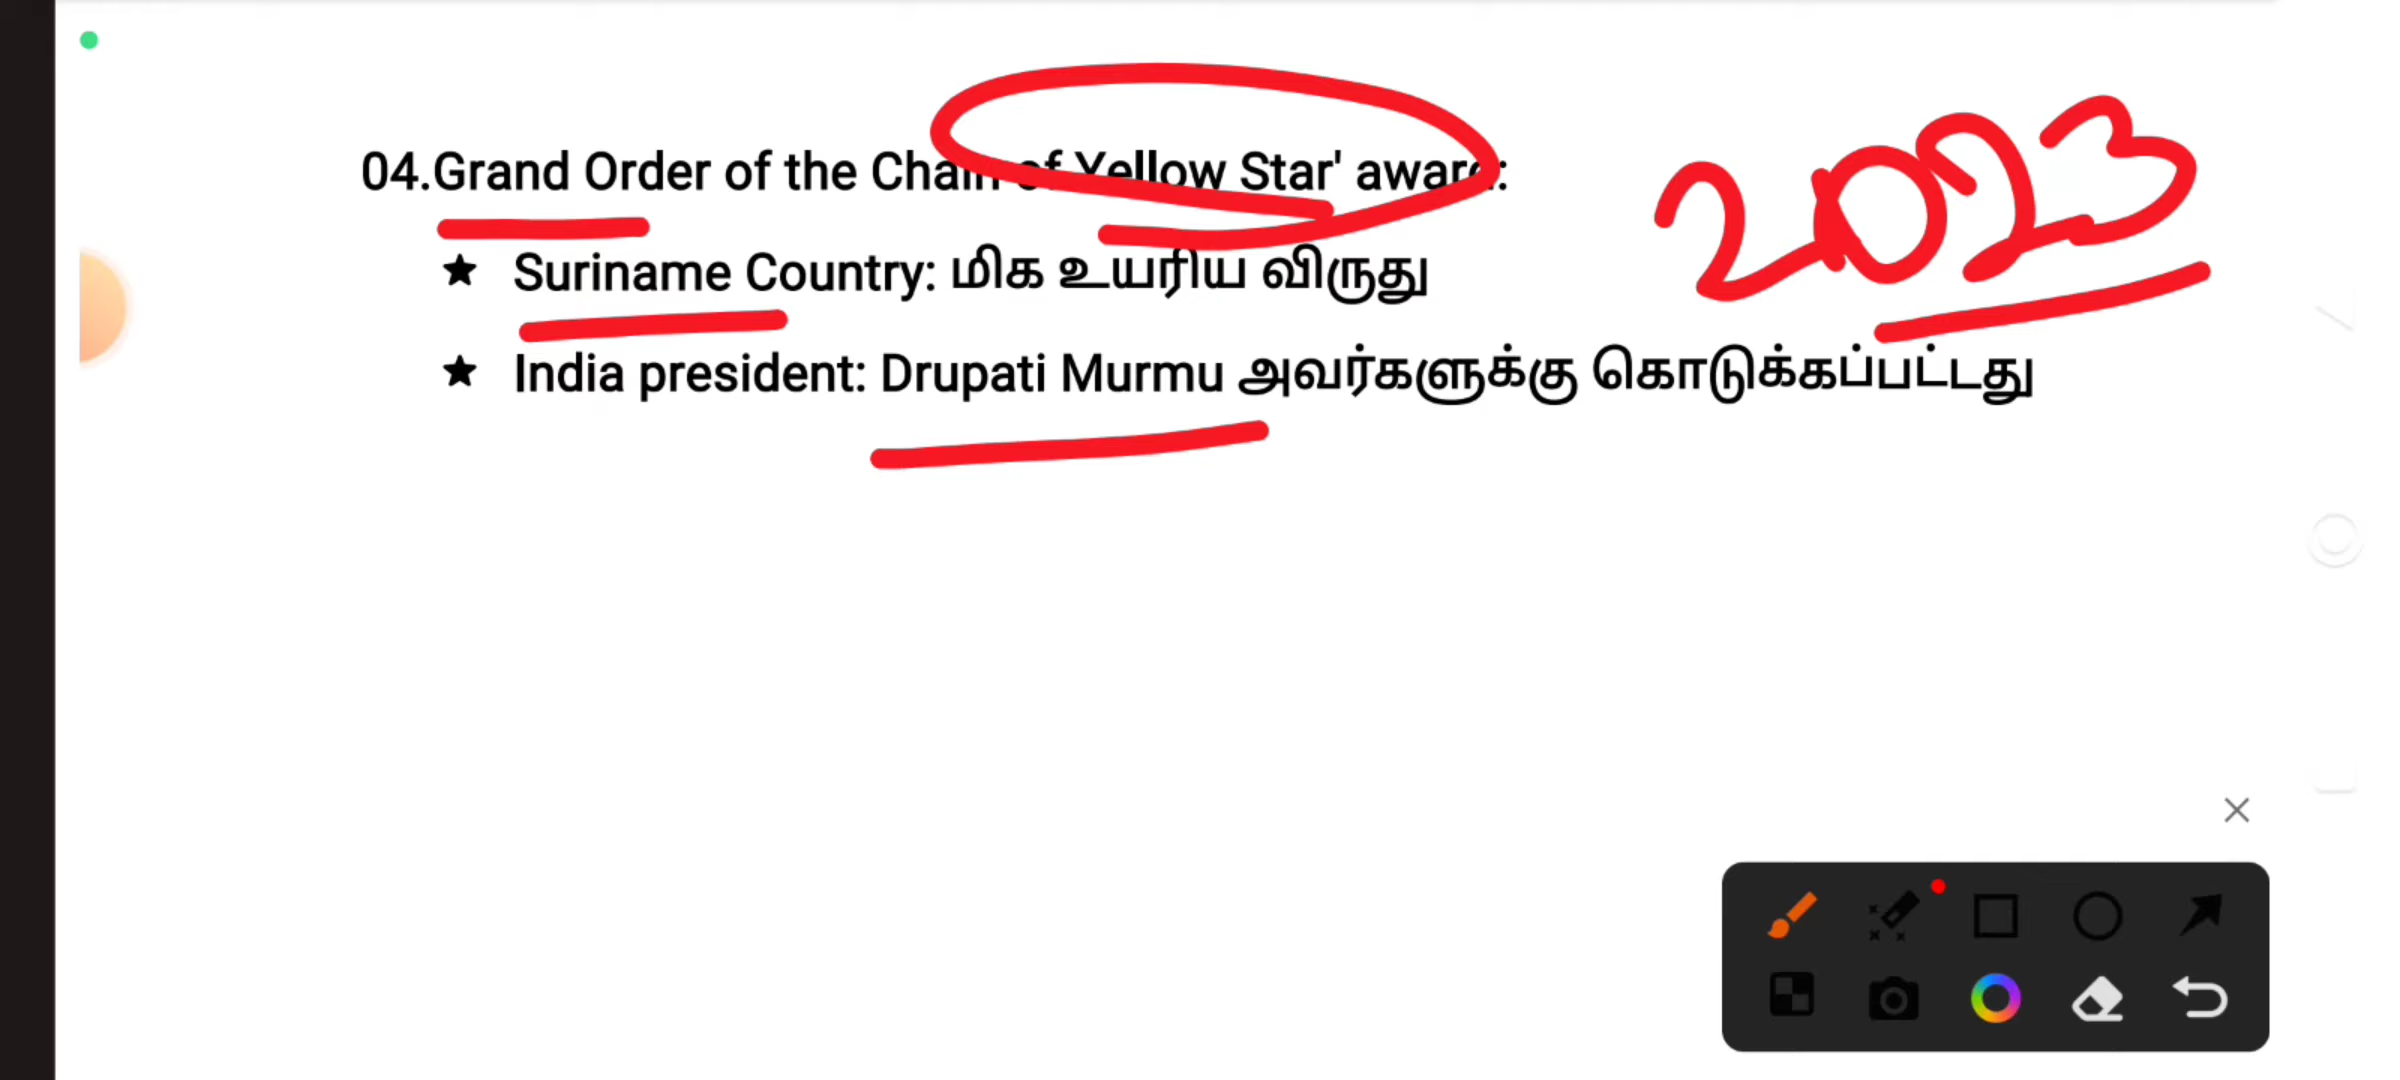 04.Grand Order of the Chain of Yellow Star' award:
2023
★ Suriname Country: மிக உயரிய விருது
★ India president: Drupati Murmu அவர்களுக்கு கொடுக்கப்பட்டது